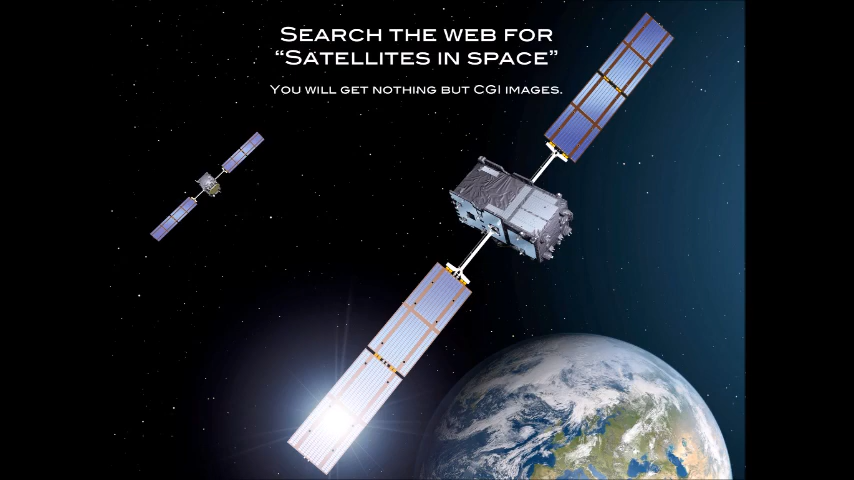 Search the web for
“Satellites in space”
You will get nothing but CGI images.